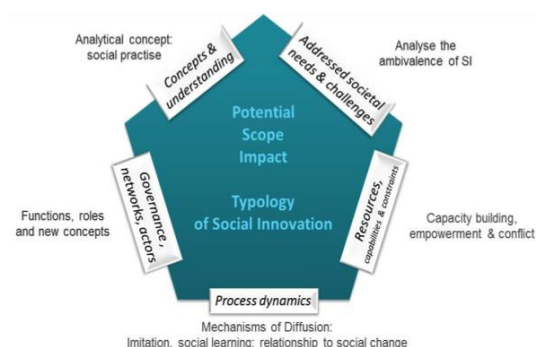 Analytical concept:
social practise
Concepts &
understanding
Addressed societal
needs & challenges
Analyse the
ambivalence of SI
Potential
Scope
Impact
Typology
of Social Innovation
Governance,
networks, actors
Functions, roles
and new concepts
Resources,
capabilities & constraints
Capacity building,
empowerment & conflict
Process dynamics
Mechanisms of Diffusion:
Imitation, social learning; relationship to social change